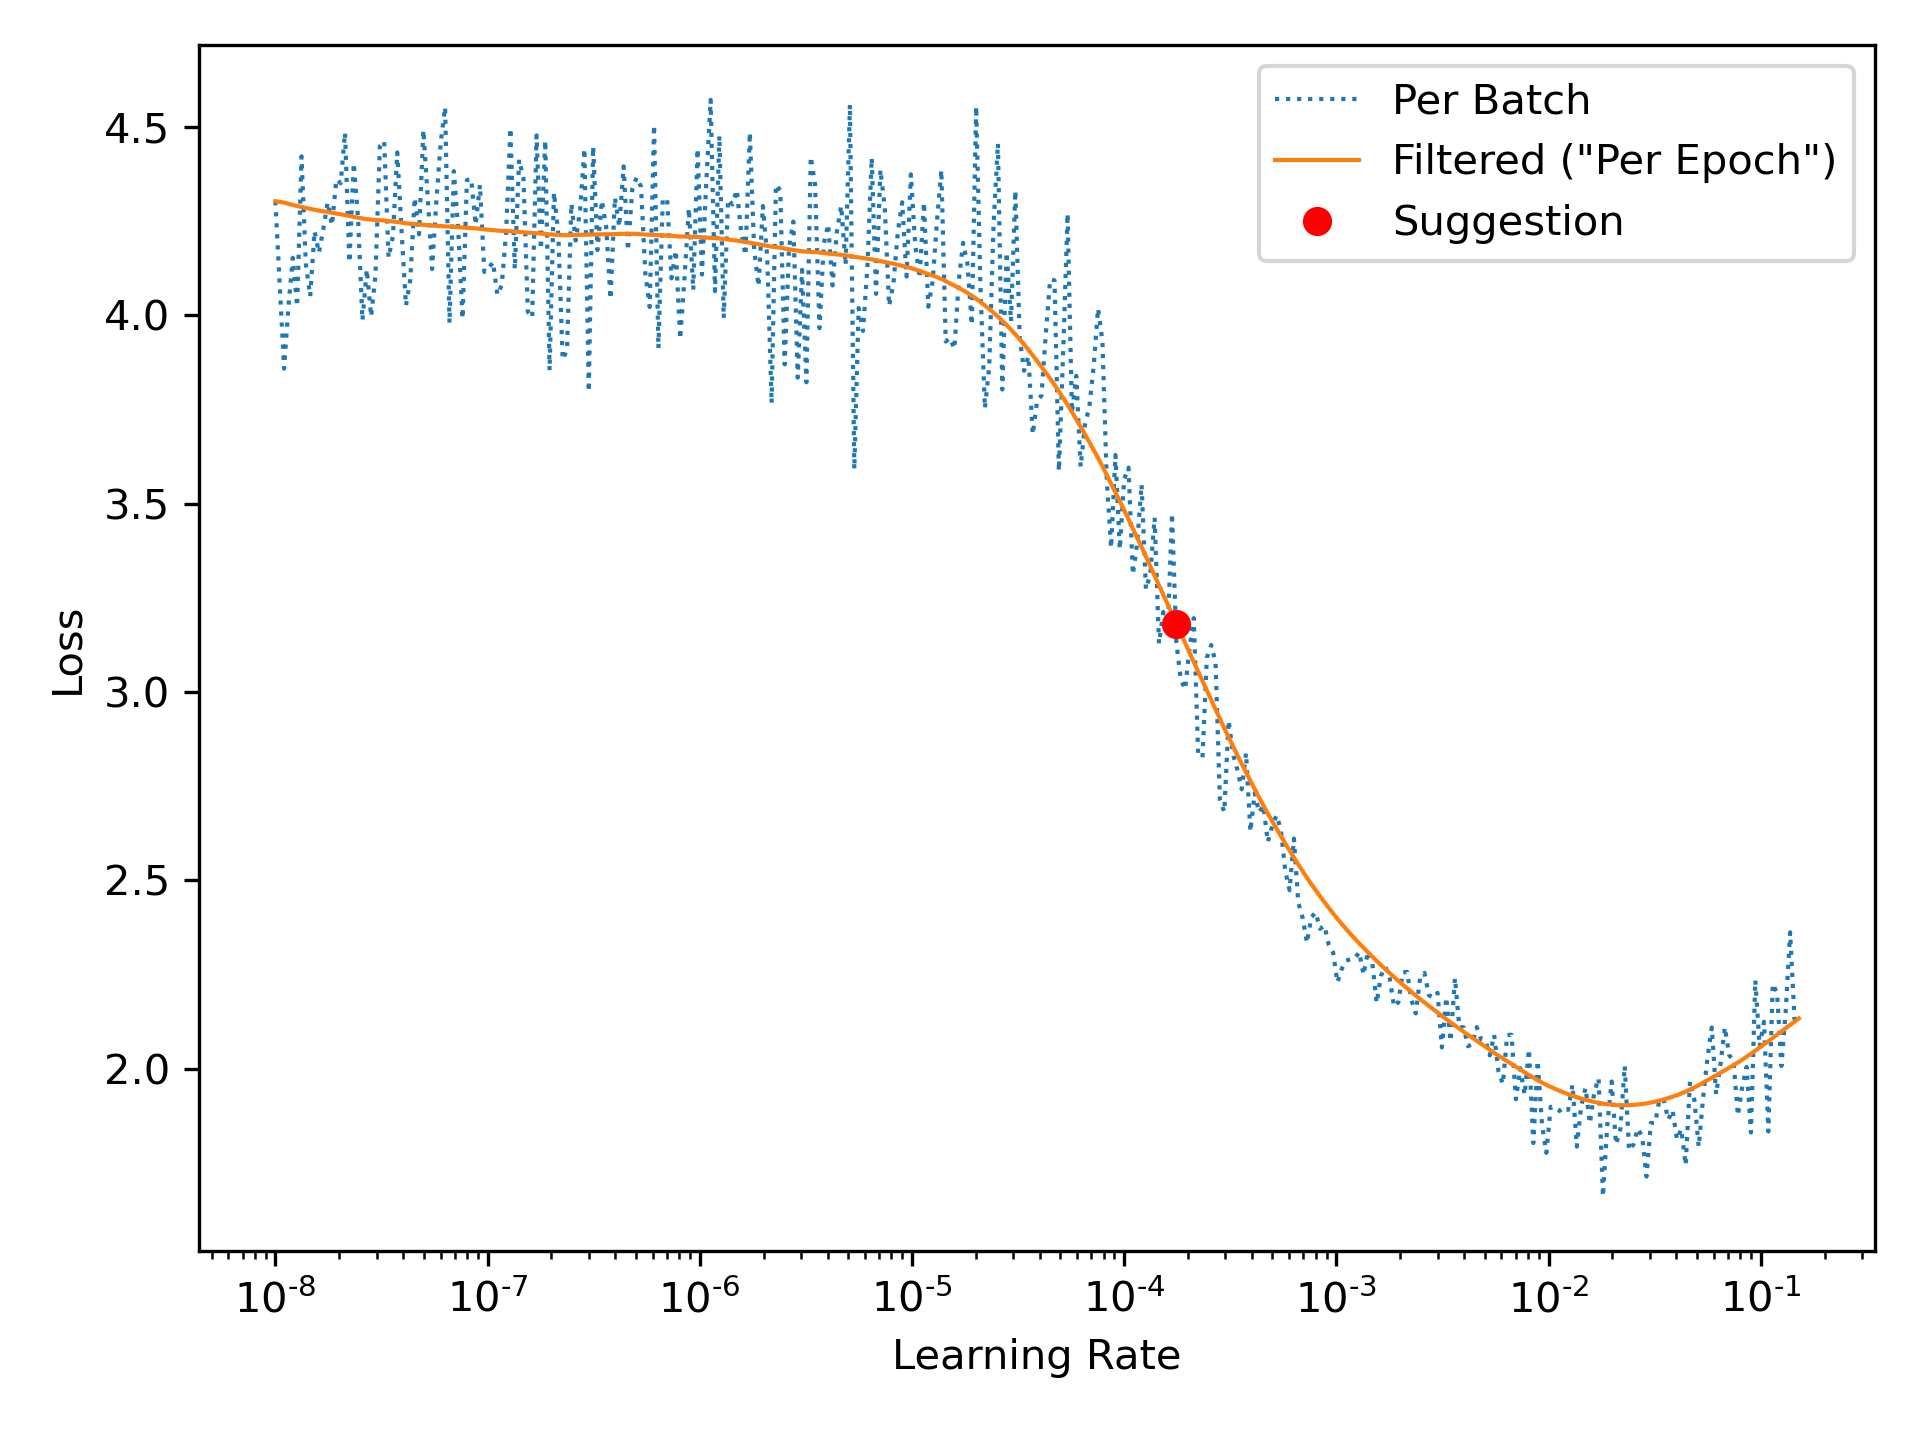 Per Batch
Filtered ("Per Epoch")
Suggestion
4.5
4.0
3.5
3.0
2.5
2.0
Loss
10⁻⁸ 10⁻⁷ 10⁻⁶ 10⁻⁵ 10⁻⁴ 10⁻³ 10⁻² 10⁻¹
Learning Rate